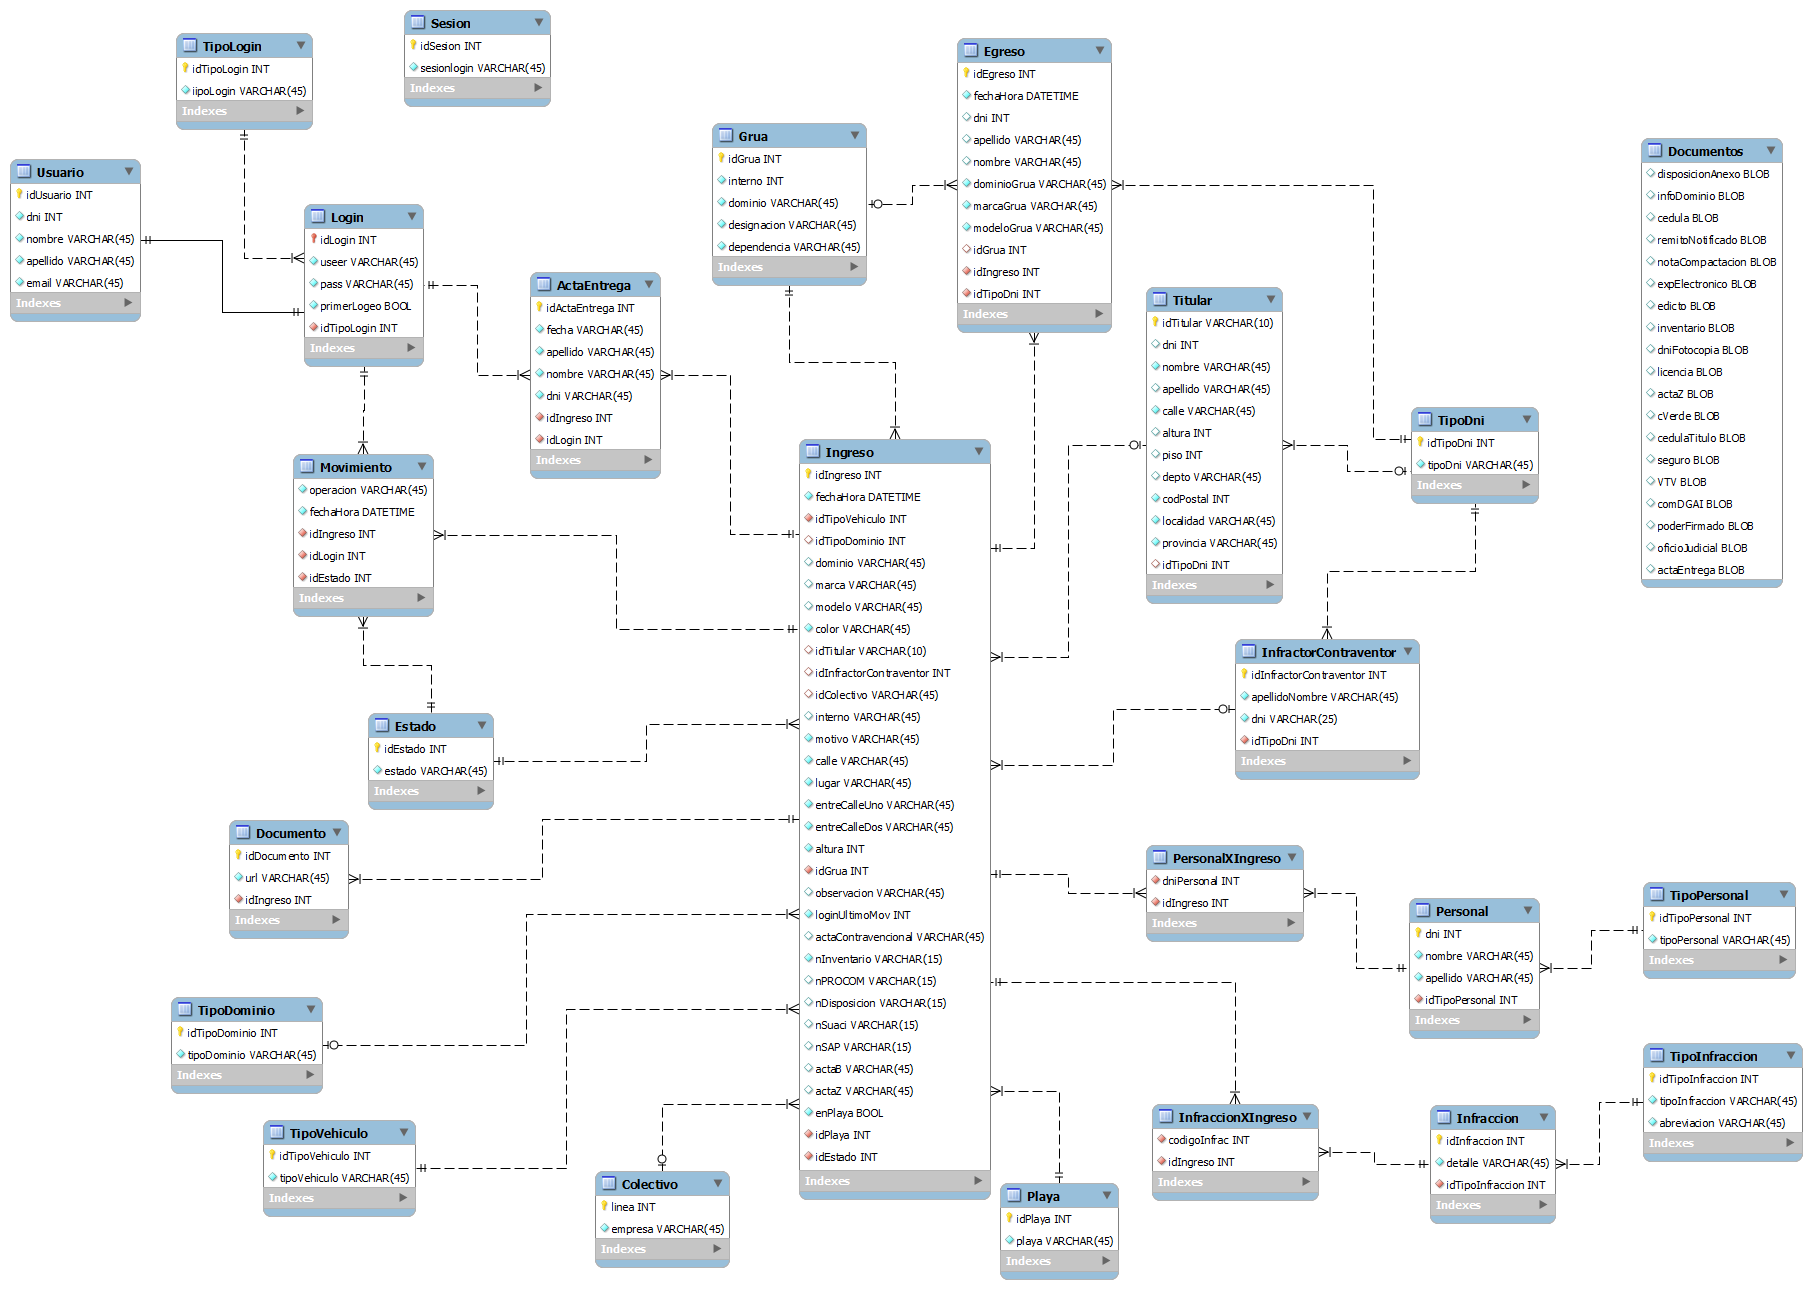 Sesion
idSesion INT
sesionlogin VARCHAR(45)
Indexes
TipoLogin
idTipoLogin INT
iipoLogin VARCHAR(45)
Indexes
Egreso
idEgreso INT
fechaHora DATETIME
dni INT
apellido VARCHAR(45)
nombre VARCHAR(45)
dominioGrua VARCHAR(45)
marcaGrua VARCHAR(45)
modeloGrua VARCHAR(45)
idGrua INT
idIngreso INT
idTipoDni INT
Indexes
Grua
idGrua INT
interno INT
dominio VARCHAR(45)
designacion VARCHAR(45)
dependencia VARCHAR(45)
Indexes
Documentos
disposicionAnexo BLOB
infoDominio BLOB
cedula BLOB
remitoNotificado BLOB
notaCompactacion BLOB
expElectronico BLOB
edicto BLOB
inventario BLOB
dniFotocopia BLOB
licencia BLOB
actaZ BLOB
cVerde BLOB
cedulaTitulo BLOB
seguro BLOB
VTV BLOB
comDGAI BLOB
poderFirmado BLOB
oficioJudicial BLOB
actaEntrega BLOB
Usuario
idUsuario INT
dni INT
nombre VARCHAR(45)
apellido VARCHAR(45)
email VARCHAR(45)
Indexes
Login
idLogin INT
useer VARCHAR(45)
pass VARCHAR(45)
primerLogeo BOOL
idTipoLogin INT
Indexes
ActaEntrega
idActaEntrega INT
fecha VARCHAR(45)
apellido VARCHAR(45)
nombre VARCHAR(45)
dni VARCHAR(45)
idIngreso INT
idLogin INT
Indexes
Titular
idTitular VARCHAR(10)
dni INT
nombre VARCHAR(45)
apellido VARCHAR(45)
calle VARCHAR(45)
altura INT
piso INT
depto VARCHAR(45)
codPostal INT
localidad VARCHAR(45)
provincia VARCHAR(45)
idTipoDni INT
Indexes
TipoDni
idTipoDni INT
tipoDni VARCHAR(45)
Indexes
Movimiento
operacion VARCHAR(45)
fechaHora DATETIME
idIngreso INT
idLogin INT
idEstado INT
Indexes
Ingreso
idIngreso INT
fechaHora DATETIME
idTipoVehiculo INT
idTipoDominio INT
dominio VARCHAR(45)
marca VARCHAR(45)
modelo VARCHAR(45)
color VARCHAR(45)
idTitular VARCHAR(10)
idInfractorContraventor INT
idColectivo VARCHAR(45)
interno VARCHAR(45)
motivo VARCHAR(45)
calle VARCHAR(45)
lugar VARCHAR(45)
entreCalleUno VARCHAR(45)
entreCalleDos VARCHAR(45)
altura INT
idGrua INT
observacion VARCHAR(45)
loginUltimoMov INT
actaContravencional VARCHAR(45)
nInventario VARCHAR(15)
nPROCOM VARCHAR(15)
nDisposicion VARCHAR(15)
nSuaci VARCHAR(15)
nSAP VARCHAR(15)
actaB VARCHAR(45)
actaZ VARCHAR(45)
enPlaya BOOL
idPlaya INT
idEstado INT
Indexes
InfractorContraventor
idInfractorContraventor INT
apellidoNombre VARCHAR(45)
dni VARCHAR(25)
idTipoDni INT
Indexes
Estado
idEstado INT
estado VARCHAR(45)
Indexes
Documento
idDocumento INT
url VARCHAR(45)
idIngreso INT
Indexes
PersonalXIngreso
dniPersonal INT
idIngreso INT
Indexes
Personal
dni INT
nombre VARCHAR(45)
apellido VARCHAR(45)
idTipoPersonal INT
Indexes
TipoPersonal
idTipoPersonal INT
tipoPersonal VARCHAR(45)
Indexes
TipoDominio
idTipoDominio INT
tipoDominio VARCHAR(45)
Indexes
TipoVehiculo
idTipoVehiculo INT
tipoVehiculo VARCHAR(45)
Indexes
Colectivo
linea INT
empresa VARCHAR(45)
Indexes
Playa
idPlaya INT
playa VARCHAR(45)
Indexes
InfraccionXIngreso
codigoInfrac INT
idIngreso INT
Indexes
Infraccion
idInfraccion INT
detalle VARCHAR(45)
idTipoInfraccion INT
Indexes
TipoInfraccion
idTipoInfraccion INT
tipoInfraccion VARCHAR(45)
abreviacion VARCHAR(45)
Indexes